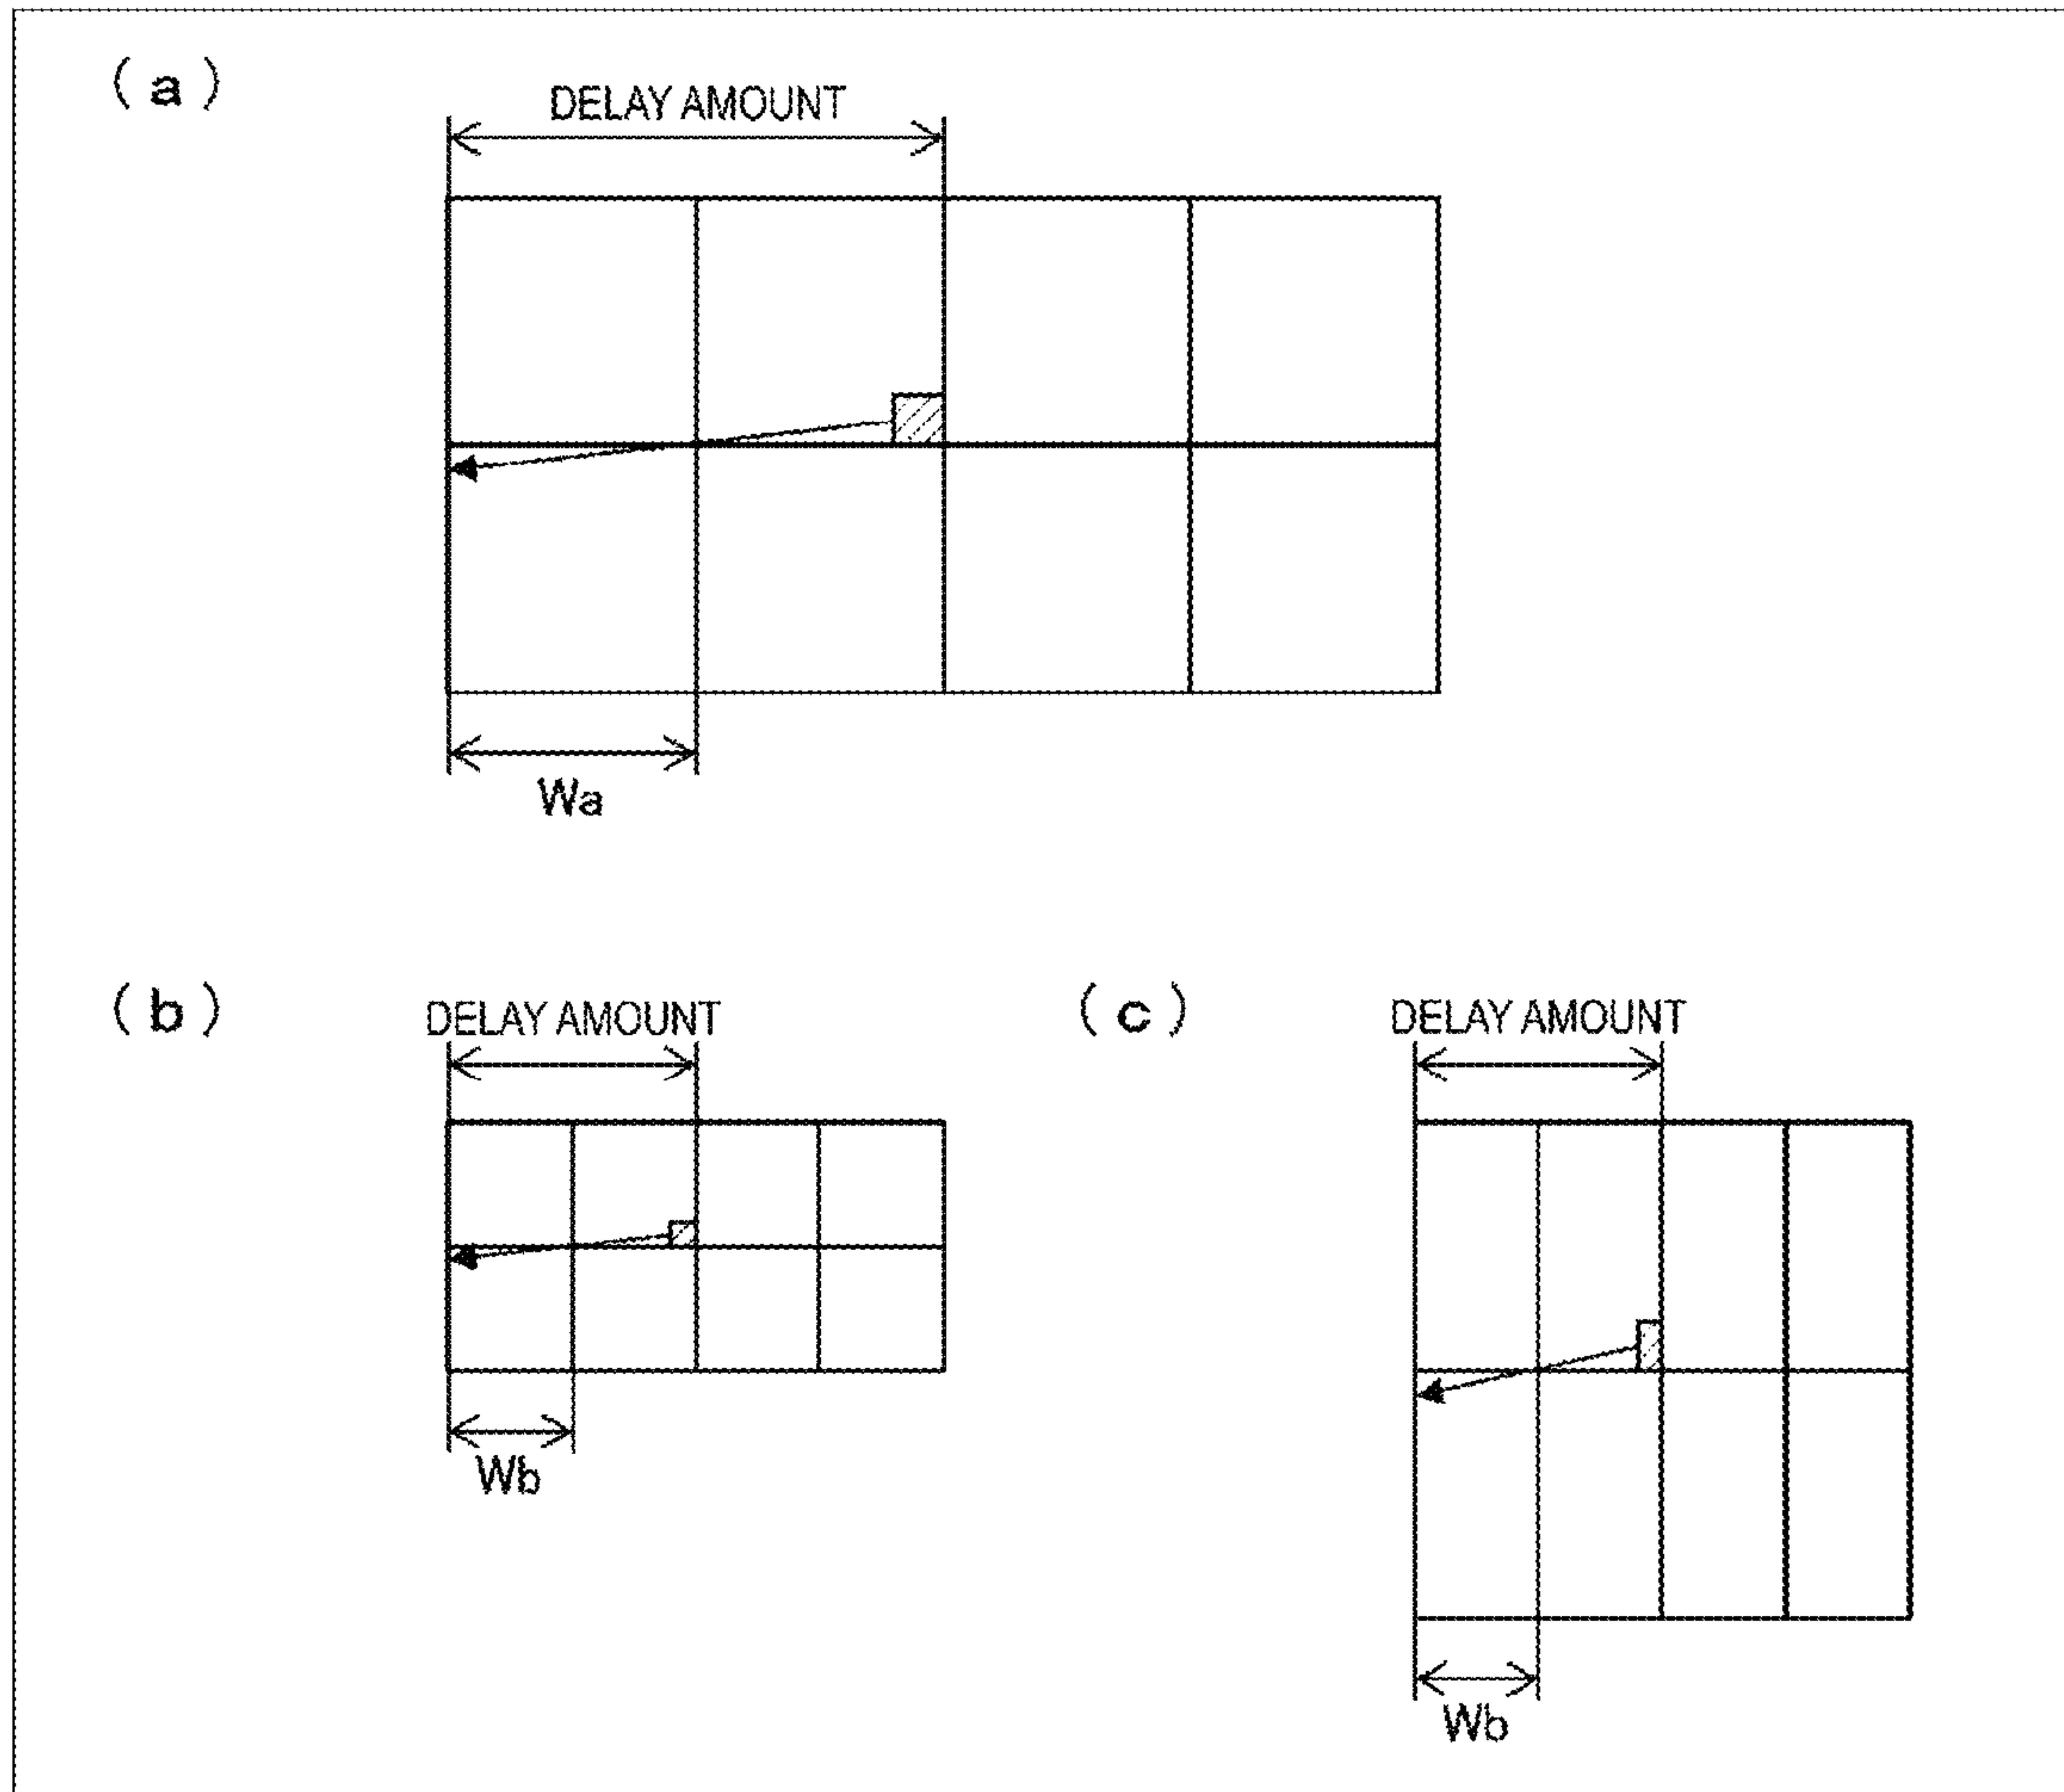 ( a )
DELAY AMOUNT
Wa
( b )
DELAY AMOUNT
Wb
( c )
DELAY AMOUNT
Wb